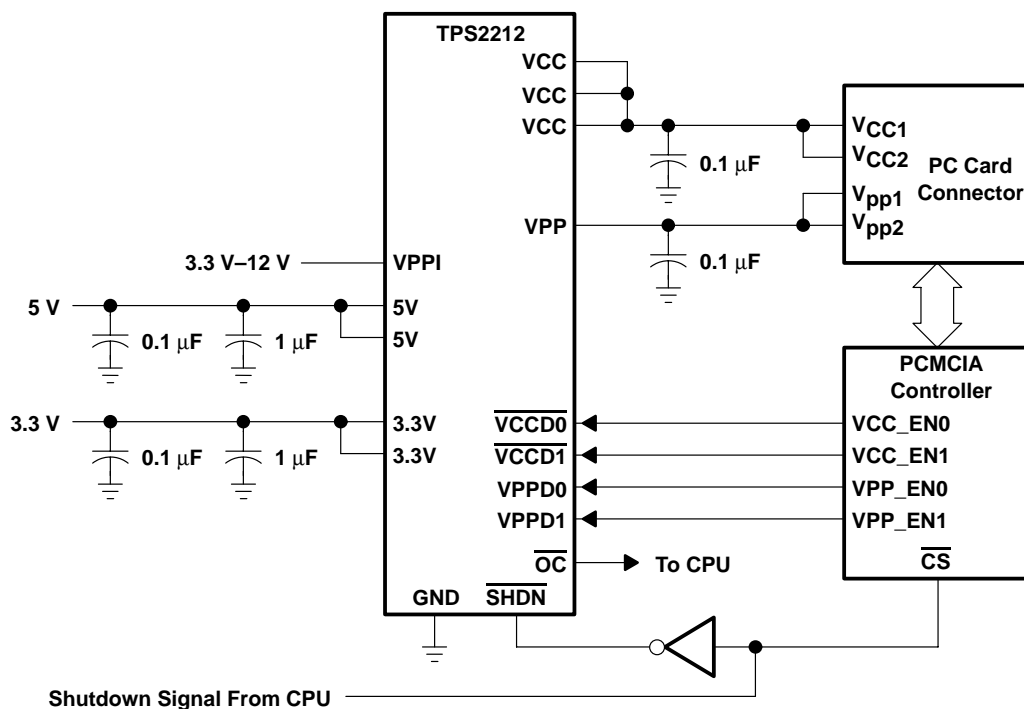 TPS2212
VCC
VCC
VCC
VPP
0.1 μF
0.1 μF
VCC1
VCC2
Vpp1
Vpp2
PC Card
Connector
3.3 V–12 V
VPPI
5 V
5V
5V
0.1 μF
1 μF
3.3 V
3.3V
3.3V
0.1 μF
1 μF
VCCD0
VCCD1
VPPD0
VPPD1
OC
To CPU
PCMCIA
Controller
VCC_EN0
VCC_EN1
VPP_EN0
VPP_EN1
CS
GND
SHDN
Shutdown Signal From CPU